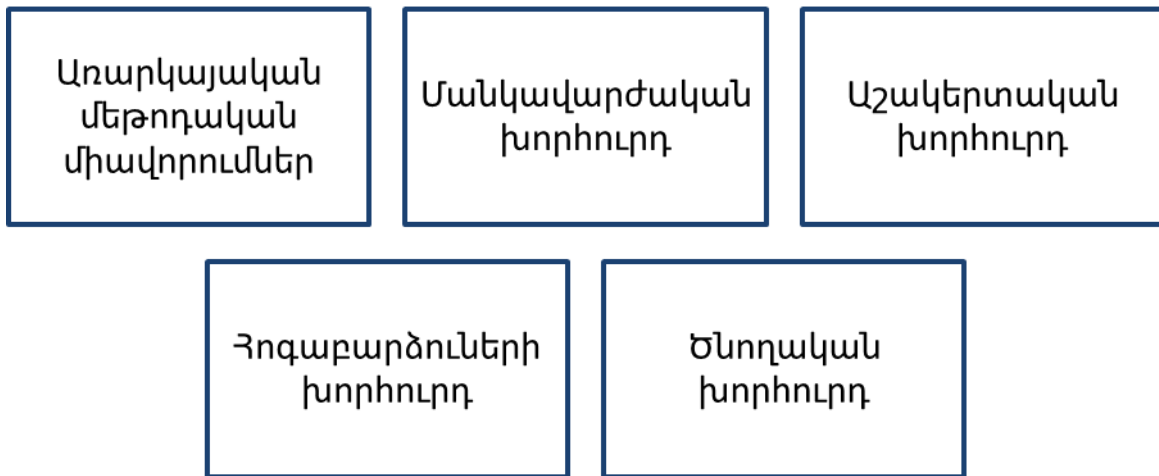 Առարկայական
մեթոդական
միավորումներ
Մանկավարժական
խորհուրդ
Աշակերտական
խորհուրդ
Հոգաբարձուների
խորհուրդ
Ծնողական
խորհուրդ